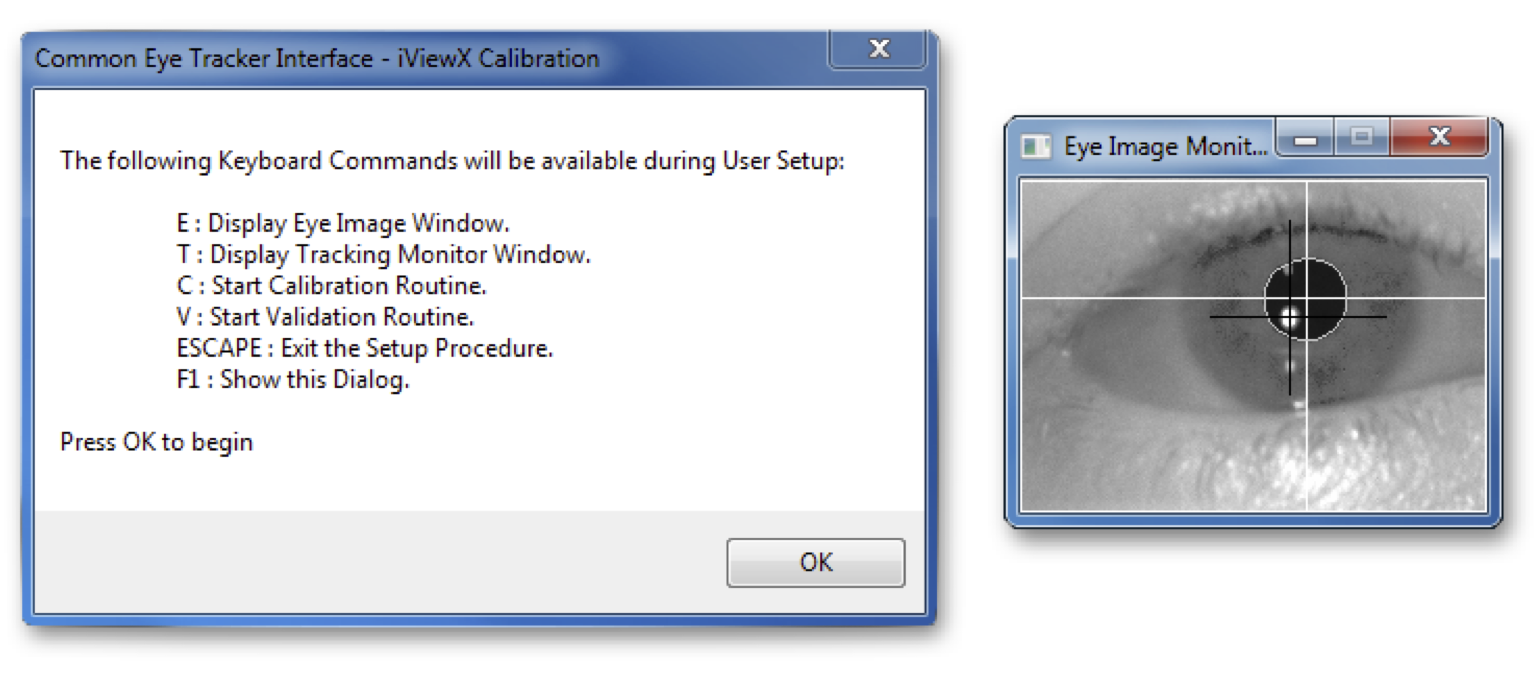 Common Eye Tracker Interface - iViewX Calibration
The following Keyboard Commands will be available during User Setup:
E : Display Eye Image Window.
T : Display Tracking Monitor Window.
C : Start Calibration Routine.
V : Start Validation Routine.
ESCAPE : Exit the Setup Procedure.
F1 : Show this Dialog.
Press OK to begin
OK
Eye Image Monit...